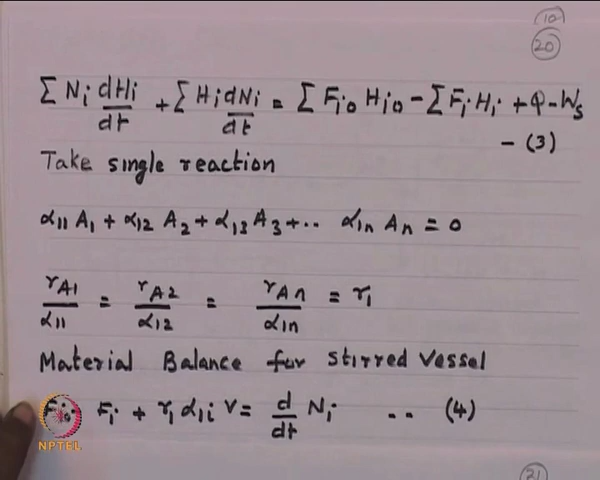 10
20
Σ Ni dHi/dt + Σ Hi dNi/dt = Σ Fi0 Hi0 - Σ Fi Hi + Q - Ws
- (3)
Take single reaction
α11 A1 + α12 A2 + α13 A3 + .. α1n An = 0
rA1/α11 = rA2/α12 = rAn/α1n = r1
Material Balance for stirred vessel
Fi + r1 α1i V = d/dt Ni .. (4)
NPTEL
21